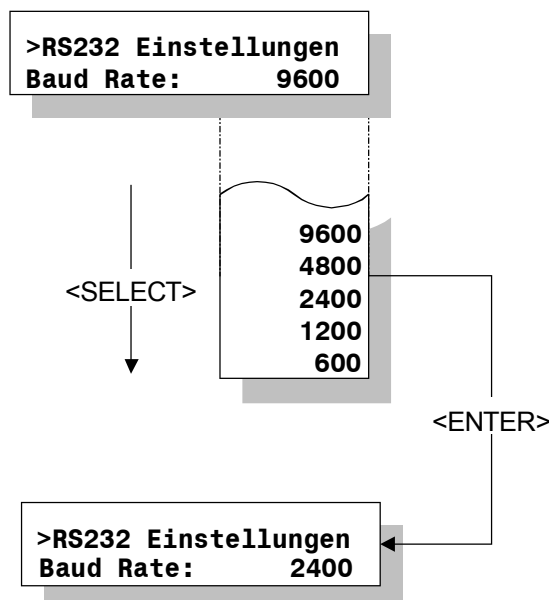 >RS232 Einstellungen
Baud Rate: 9600
9600
4800
<SELECT>
2400
1200
600
<ENTER>
>RS232 Einstellungen
Baud Rate: 2400